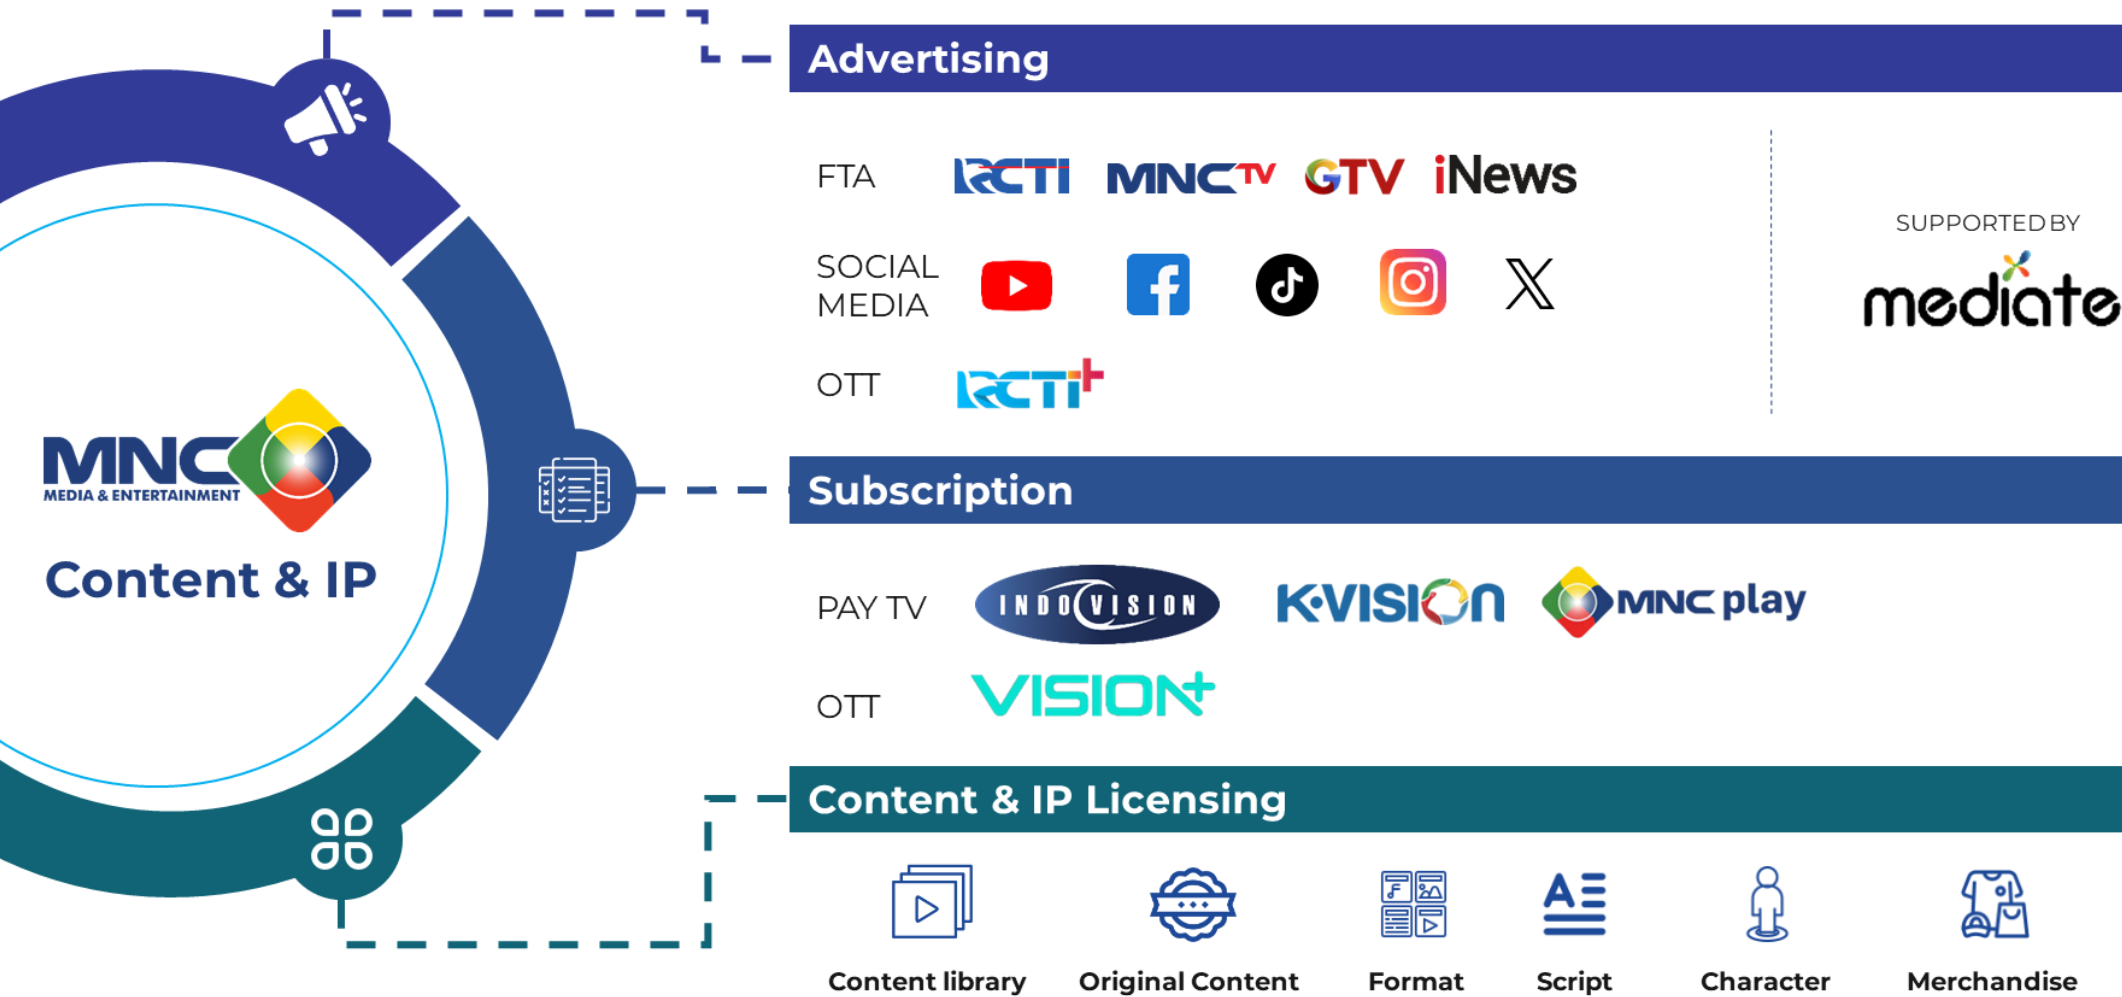 Advertising
FTA RCTI MNCTV GTV iNews
SUPPORTED BY
mediate
SOCIAL
MEDIA
OTT RCTI+
MNC
MEDIA & ENTERTAINMENT
Content & IP
Subscription
PAY TV INDOVISION K-VISION MNC play
OTT VISION+
Content & IP Licensing
Content library Original Content Format Script Character Merchandise